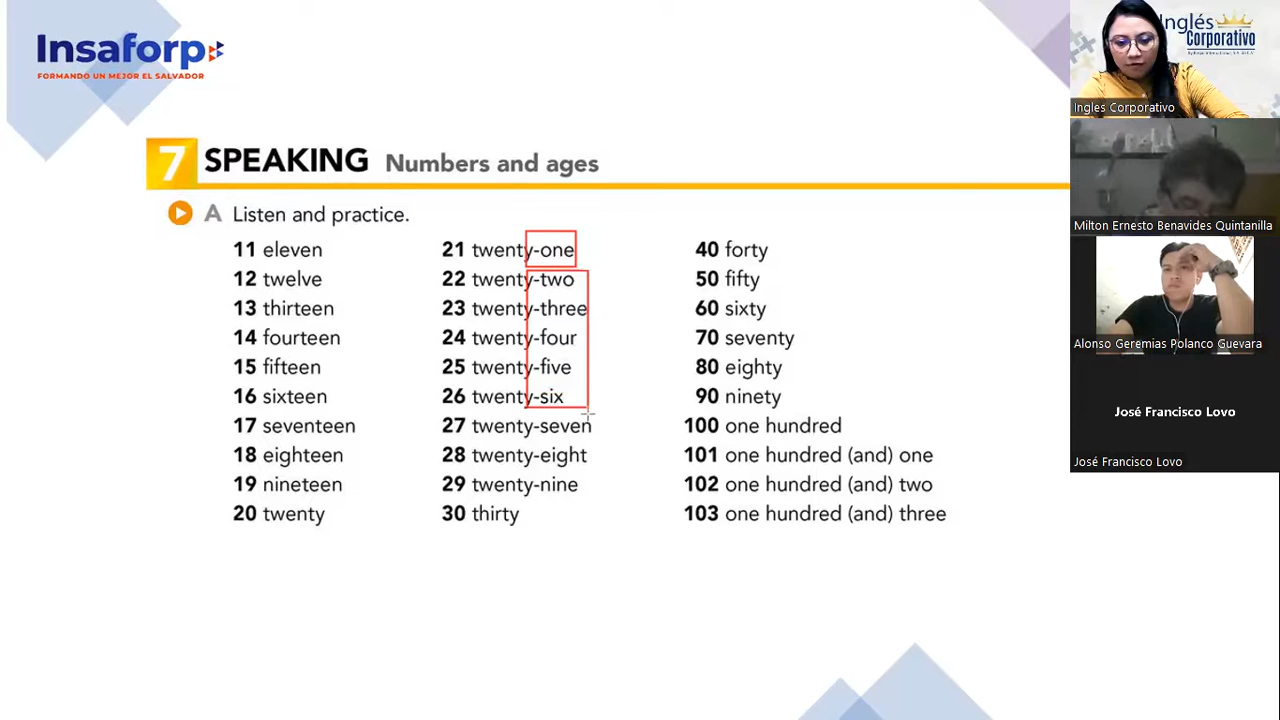 Insaforp
FORMANDO UN MEJOR EL SALVADOR
7 SPEAKING Numbers and ages
A Listen and practice.
11 eleven
12 twelve
13 thirteen
14 fourteen
15 fifteen
16 sixteen
17 seventeen
18 eighteen
19 nineteen
20 twenty
21 twenty-one
22 twenty-two
23 twenty-three
24 twenty-four
25 twenty-five
26 twenty-six
27 twenty-seven
28 twenty-eight
29 twenty-nine
30 thirty
40 forty
50 fifty
60 sixty
70 seventy
80 eighty
90 ninety
100 one hundred
101 one hundred (and) one
102 one hundred (and) two
103 one hundred (and) three
Inglés
Corporativo
Ingles Corporativo
Milton Ernesto Benavides Quintanilla
Alonso Geremias Polanco Guevara
José Francisco Lovo
José Francisco Lovo